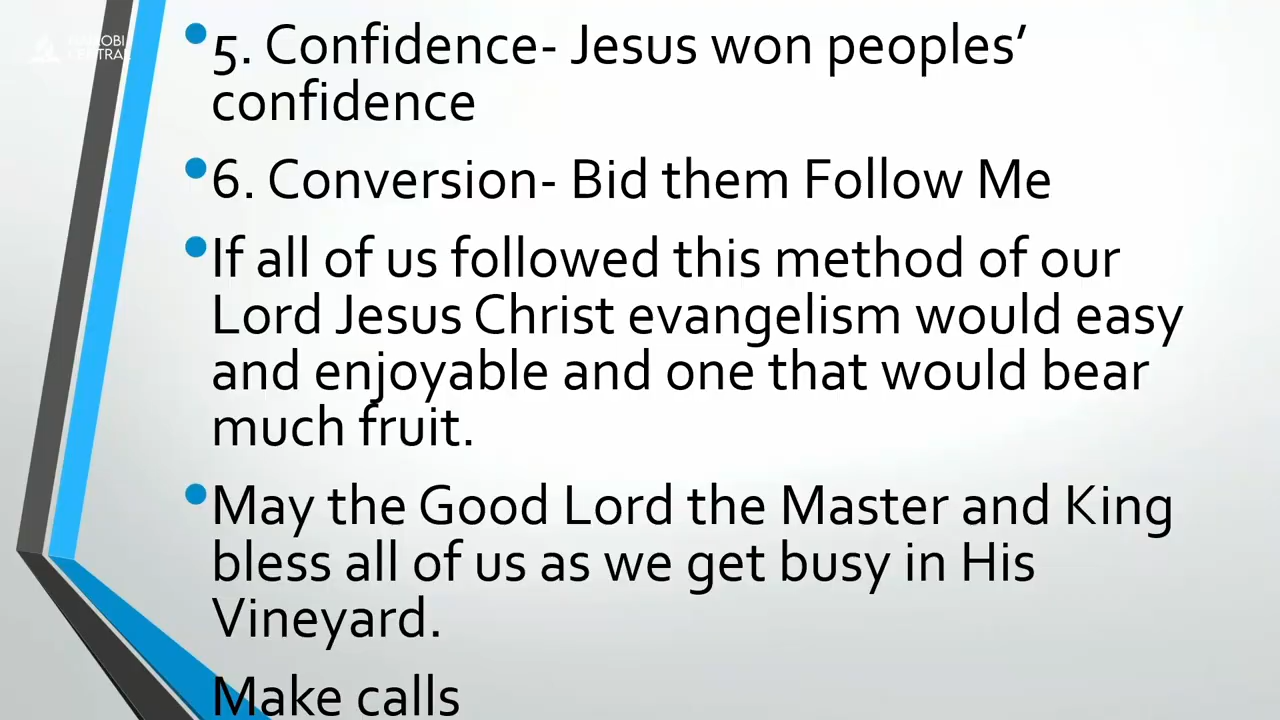 NAIROBI
CENTRAL
•5. Confidence- Jesus won peoples’
confidence
•6. Conversion- Bid them Follow Me
•If all of us followed this method of our
Lord Jesus Christ evangelism would easy
and enjoyable and one that would bear
much fruit.
•May the Good Lord the Master and King
bless all of us as we get busy in His
Vineyard.
Make calls